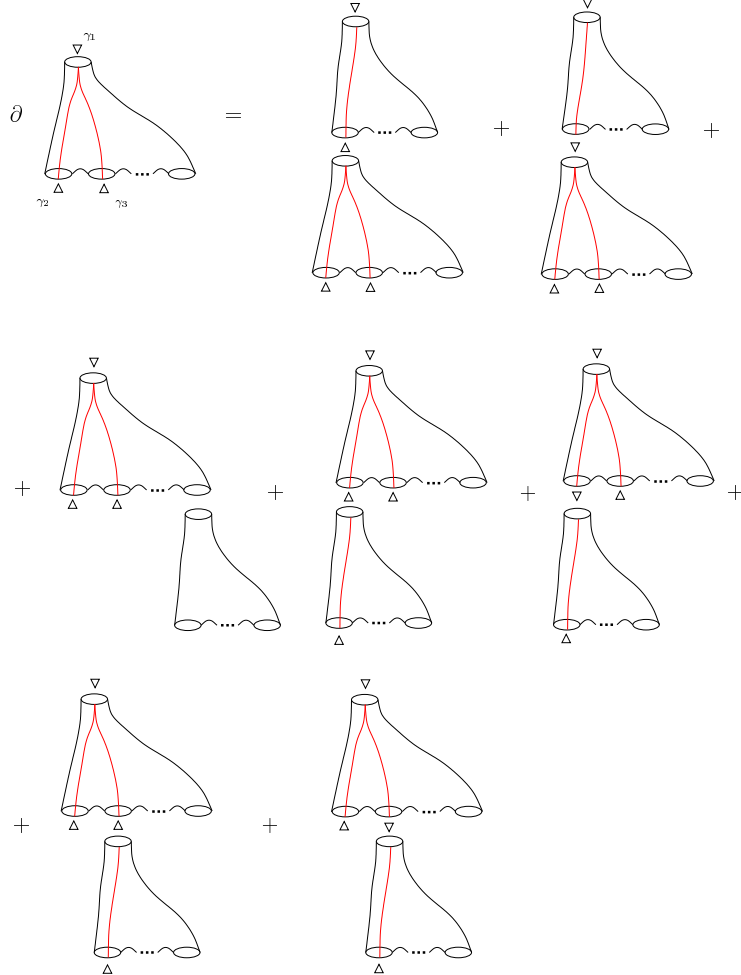 γ₁
∂ = + +
γ₂ γ₃
+ + + +
+ +